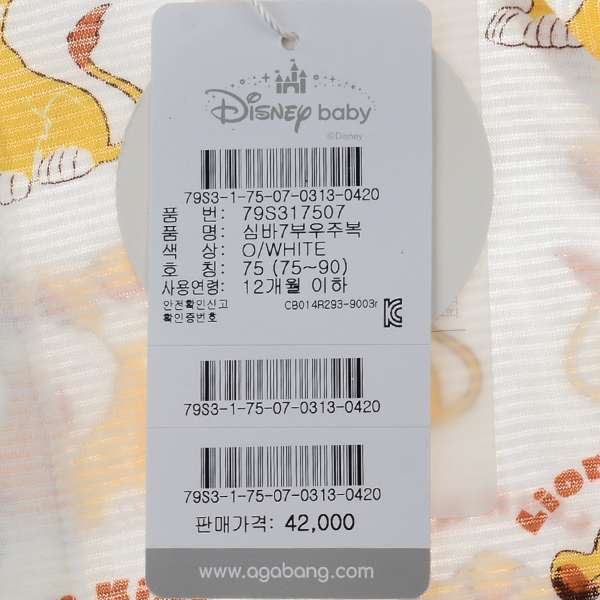 Disney baby
©Disney
79S3-1-75-07-0313-0420
품 번: 79S317507
품 명: 심바7부우주복
색 상: O/WHITE
호 칭: 75 (75~90)
사용연령: 12개월 이하
안전확인신고 CB014R293-9003r
확인증번호
79S3-1-75-07-0313-0420
79S3-1-75-07-0313-0420
판매가격: 42,000
www.agabang.com
Lion